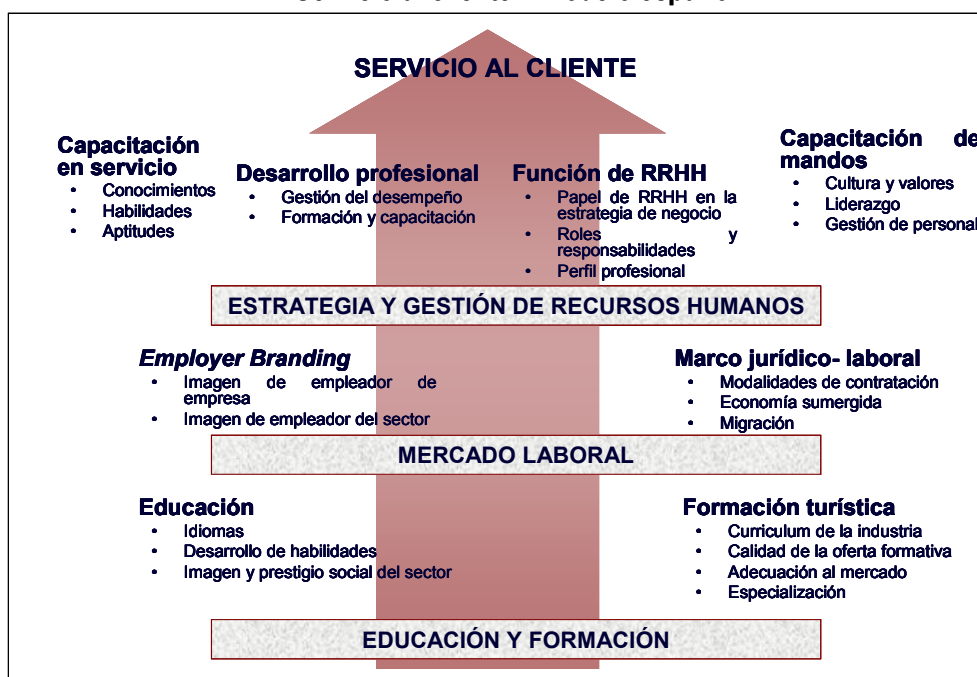 SERVICIO AL CLIENTE
Capacitación
en servicio
• Conocimientos
• Habilidades
• Aptitudes
Desarrollo profesional
• Gestión del desempeño
• Formación y capacitación
Función de RRHH
• Papel de RRHH en la
estrategia de negocio
• Roles y
responsabilidades
• Perfil profesional
Capacitación de
mandos
• Cultura y valores
• Liderazgo
• Gestión de personal
ESTRATEGIA Y GESTIÓN DE RECURSOS HUMANOS
Employer Branding
• Imagen de empleador de
empresa
• Imagen de empleador del sector
Marco jurídico- laboral
• Modalidades de contratación
• Economía sumergida
• Migración
MERCADO LABORAL
Educación
• Idiomas
• Desarrollo de habilidades
• Imagen y prestigio social del sector
Formación turística
• Curriculum de la industria
• Calidad de la oferta formativa
• Adecuación al mercado
• Especialización
EDUCACIÓN Y FORMACIÓN